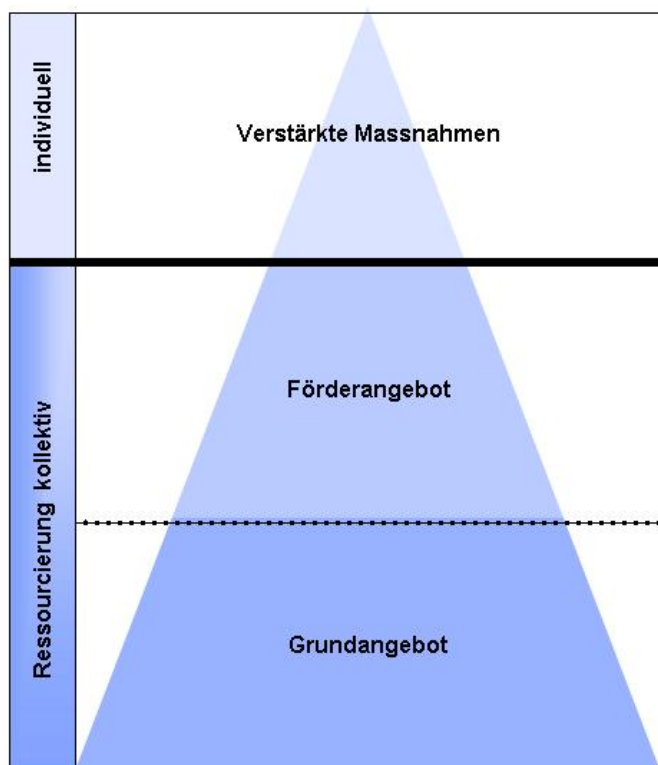 individuell
Verstärkte Massnahmen
Ressourcierung kollektiv
Förderangebot
Grundangebot